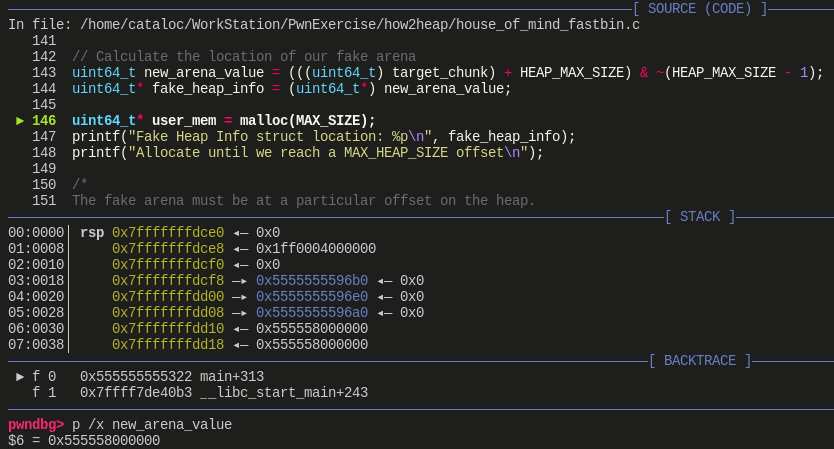 [ SOURCE (CODE) ]
In file: /home/cataloc/WorkStation/PwnExercise/how2heap/house_of_mind_fastbin.c
141
142 // Calculate the location of our fake arena
143 uint64_t new_arena_value = (((uint64_t) target_chunk) + HEAP_MAX_SIZE) & ~(HEAP_MAX_SIZE - 1);
144 uint64_t* fake_heap_info = (uint64_t*) new_arena_value;
145
► 146 uint64_t* user_mem = malloc(MAX_SIZE);
147 printf("Fake Heap Info struct location: %p\n", fake_heap_info);
148 printf("Allocate until we reach a MAX_HEAP_SIZE offset\n");
149
150 /*
151 The fake arena must be at a particular offset on the heap.
[ STACK ]
00:0000│ rsp 0x7fffffffdce0 ◂— 0x0
01:0008│ 0x7fffffffdce8 ◂— 0x1ff0004000000
02:0010│ 0x7fffffffdcf0 ◂— 0x0
03:0018│ 0x7fffffffdcf8 —▸ 0x5555555596b0 ◂— 0x0
04:0020│ 0x7fffffffdd00 —▸ 0x5555555596e0 ◂— 0x0
05:0028│ 0x7fffffffdd08 —▸ 0x5555555596a0 ◂— 0x0
06:0030│ 0x7fffffffdd10 ◂— 0x555558000000
07:0038│ 0x7fffffffdd18 ◂— 0x555558000000
[ BACKTRACE ]
► f 0 0x555555555322 main+313
f 1 0x7ffff7de40b3 __libc_start_main+243
pwndbg> p /x new_arena_value
$6 = 0x555558000000